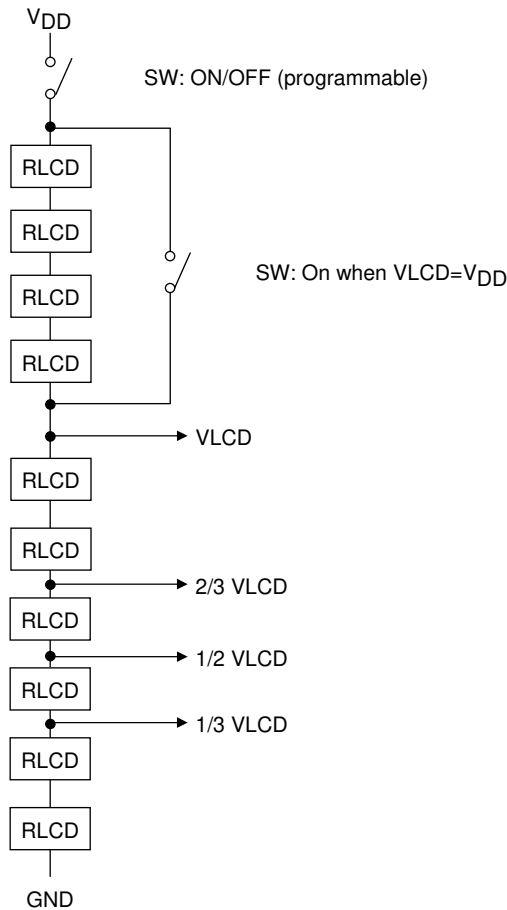 VDD
SW: ON/OFF (programmable)
RLCD
RLCD
RLCD
SW: On when VLCD=VDD
RLCD
VLCD
RLCD
RLCD
2/3 VLCD
RLCD
1/2 VLCD
RLCD
1/3 VLCD
RLCD
RLCD
GND